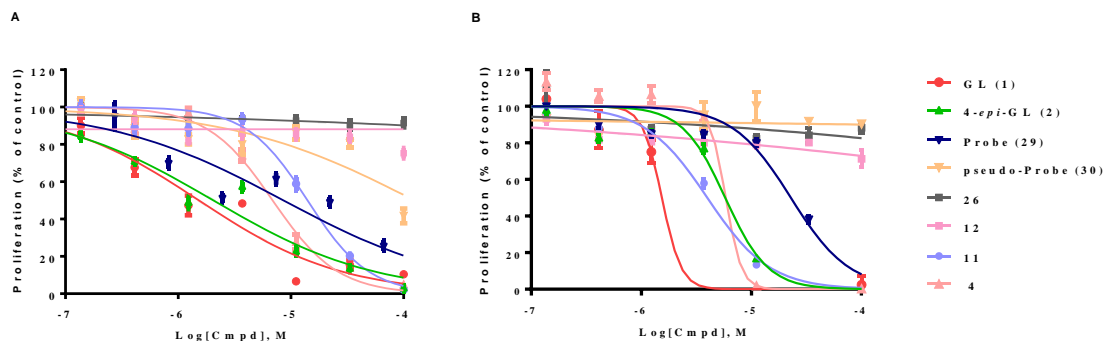 A
B
Proliferation (% of control)
120
100
80
60
40
20
0
-7
-6
-5
-4
Log[Cmpd], M
Proliferation (% of control)
120
100
80
60
40
20
0
-7
-6
-5
-4
Log[Cmpd], M
GL (1)
4-epi-GL (2)
Probe (29)
pseudo-Probe (30)
26
12
11
4